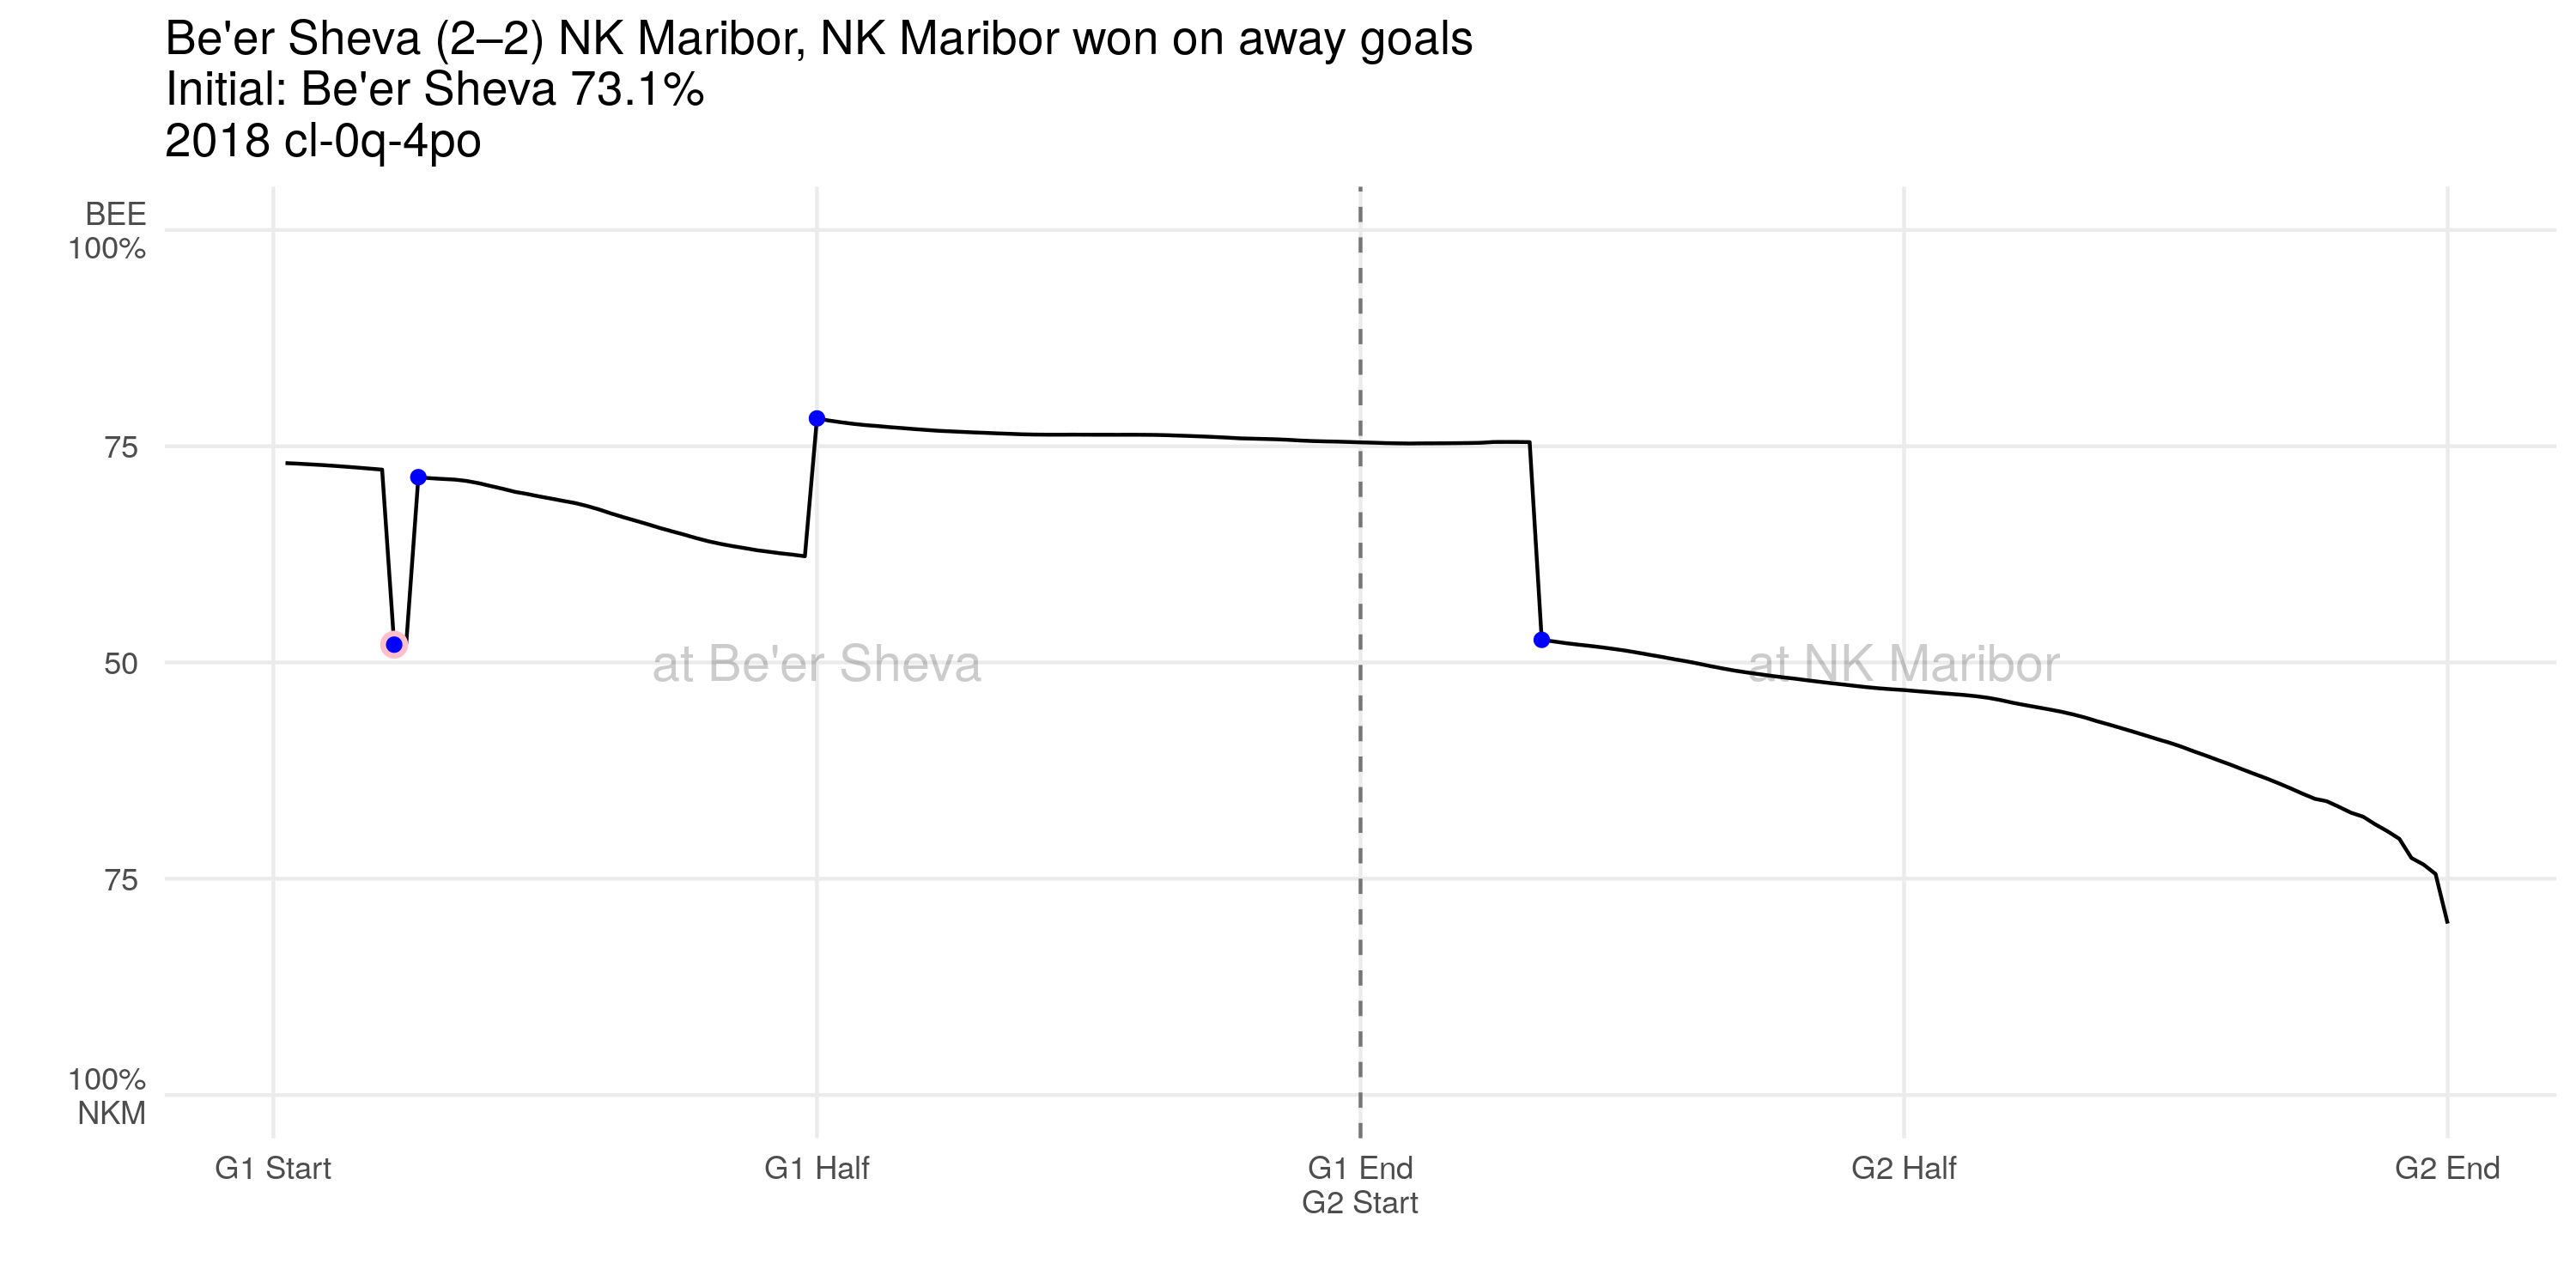 Be'er Sheva (2–2) NK Maribor, NK Maribor won on away goals
Initial: Be'er Sheva 73.1%
2018 cl-0q-4po
BEE
100%
75
50
75
100%
NKM
at Be'er Sheva
at NK Maribor
G1 Start
G1 Half
G1 End
G2 Start
G2 Half
G2 End